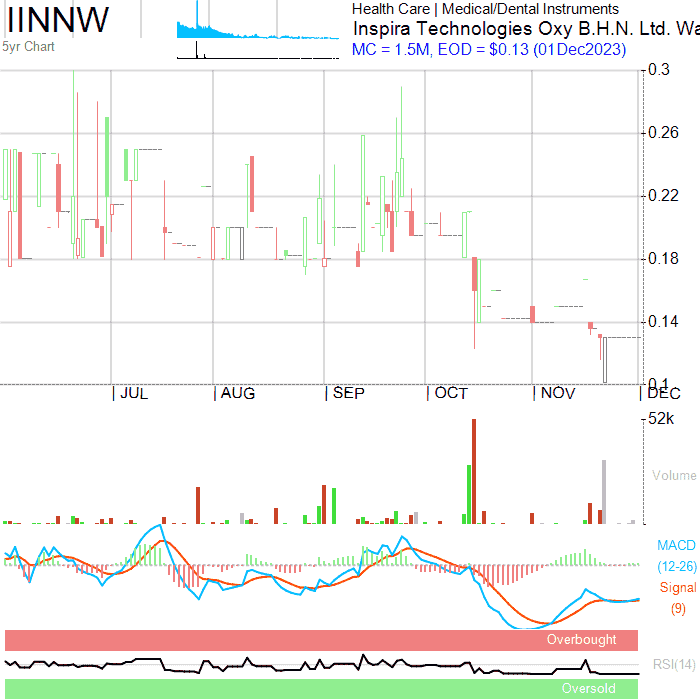 IINNW
5yr Chart
Health Care | Medical/Dental Instruments
Inspira Technologies Oxy B.H.N. Ltd. Wa
MC = 1.5M, EOD = $0.13 (01Dec2023)
0.3
0.26
0.22
0.18
0.14
0.1
| JUL | AUG | SEP | OCT | NOV | DEC
52k
Volume
MACD
(12-26)
Signal
(9)
Overbought
RSI(14)
Oversold